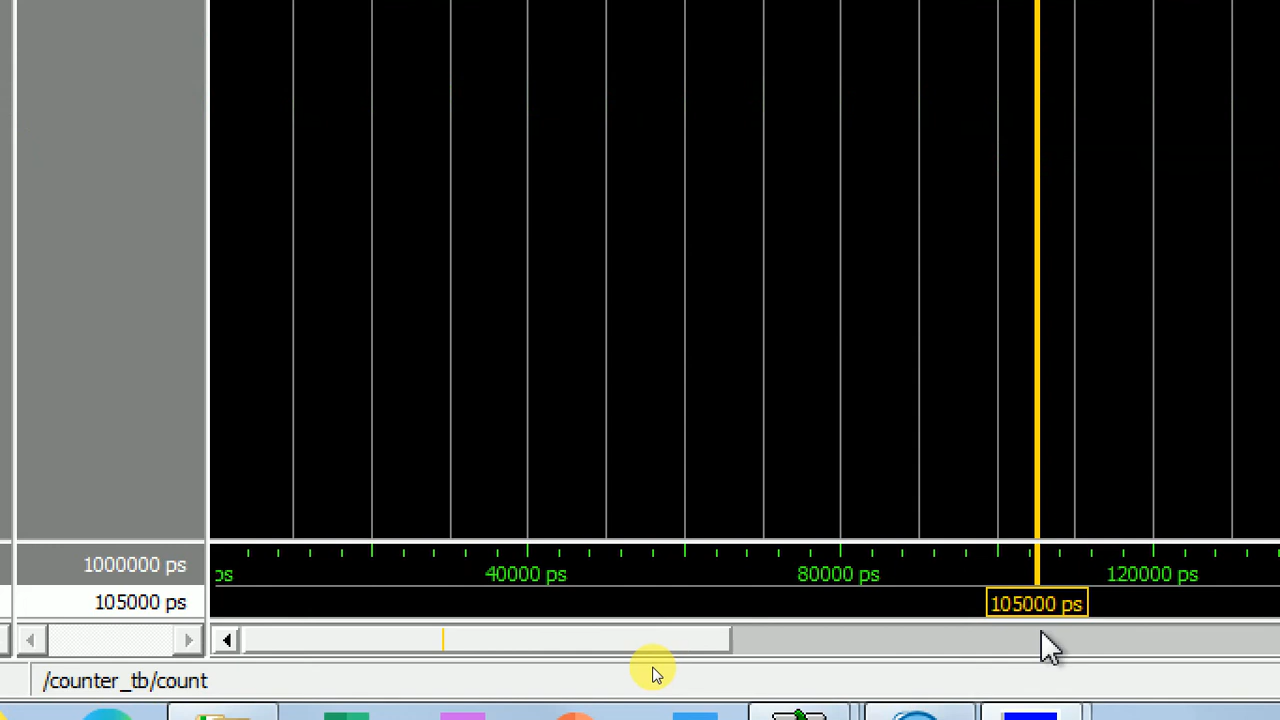 1000000 ps
ps 40000 ps 80000 ps 120000 ps
105000 ps
105000 ps
/counter_tb/count